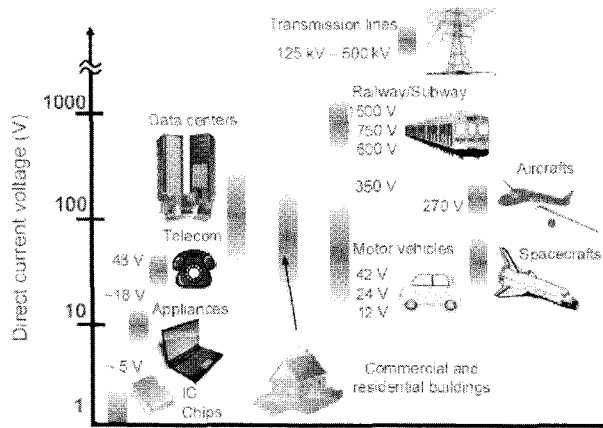 Transmission lines
125 kV – 500 kV
Railway/Subway
1500 V
750 V
600 V
Data centers
Aircrafts
350 V
270 V
Telecom
48 V
Motor vehicles
Spacecrafts
42 V
24 V
12 V
~18 V
Appliances
~ 5 V
IC
Chips
Commercial and
residential buildings
Direct current voltage (V)
1000
100
10
1